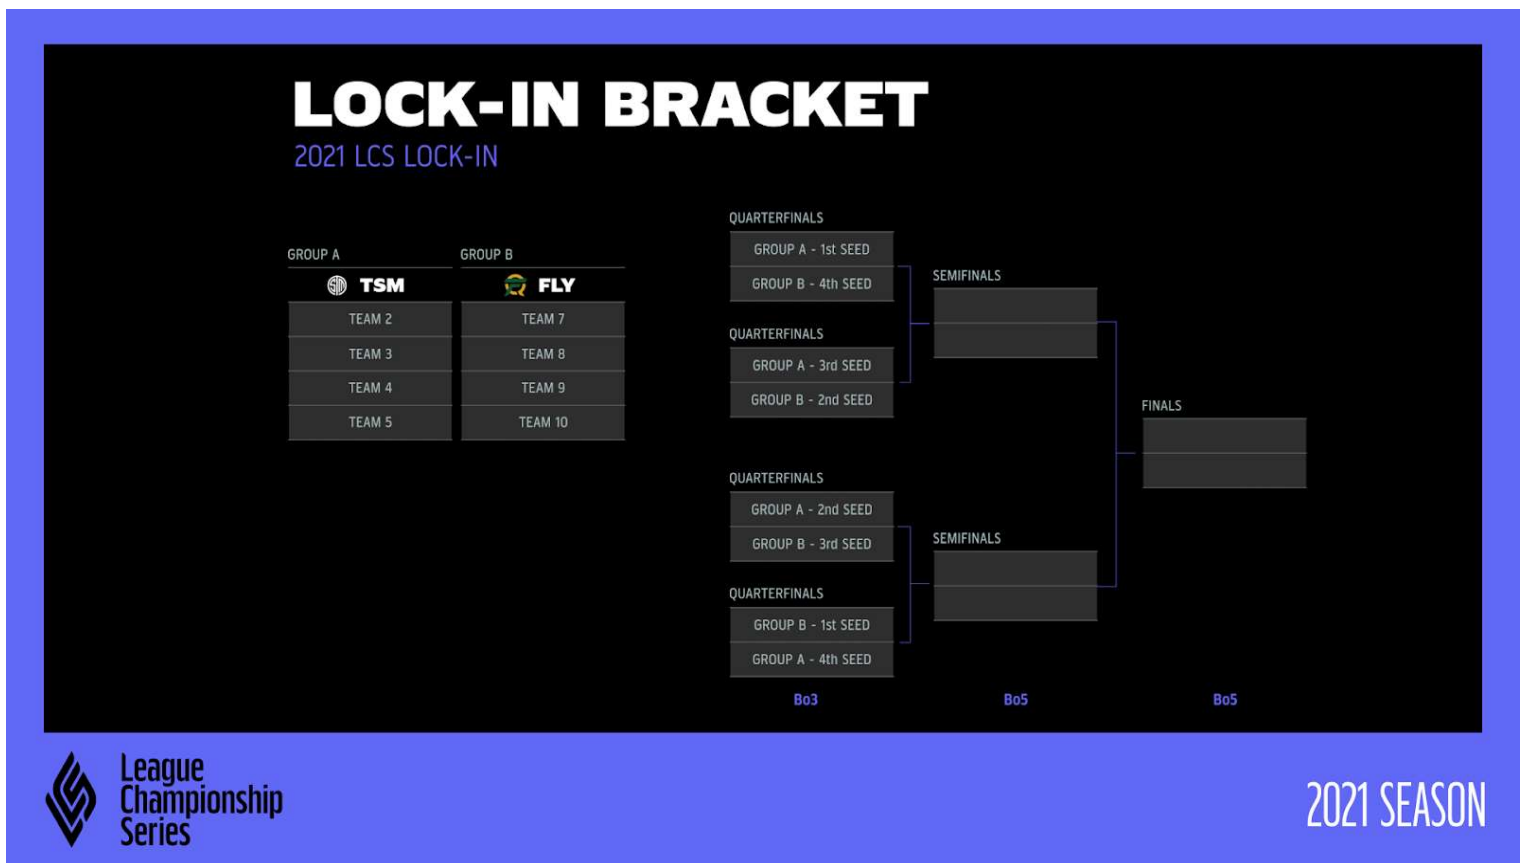 LOCK-IN BRACKET
2021 LCS LOCK-IN
GROUP A
TSM
TEAM 2
TEAM 3
TEAM 4
TEAM 5
GROUP B
FLY
TEAM 7
TEAM 8
TEAM 9
TEAM 10
QUARTERFINALS
GROUP A - 1st SEED
GROUP B - 4th SEED
QUARTERFINALS
GROUP A - 3rd SEED
GROUP B - 2nd SEED
QUARTERFINALS
GROUP A - 2nd SEED
GROUP B - 3rd SEED
QUARTERFINALS
GROUP B - 1st SEED
GROUP A - 4th SEED
Bo3
SEMIFINALS
SEMIFINALS
Bo5
FINALS
Bo5
League
Championship
Series
2021 SEASON